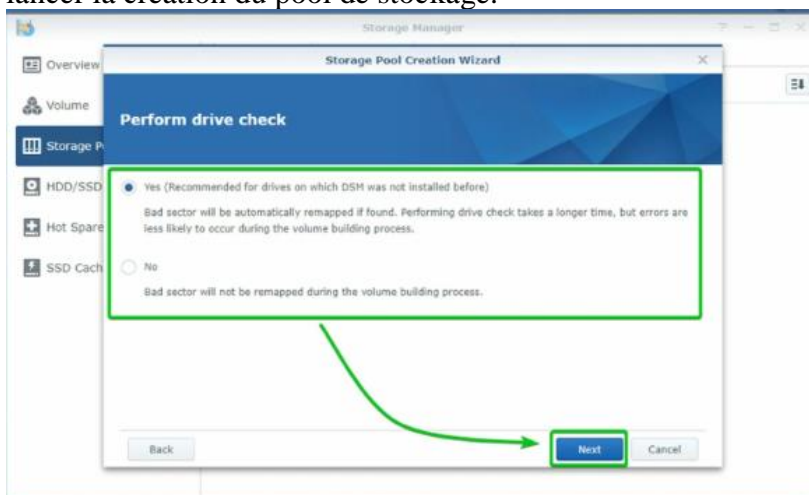 lancer la création du pool de stockage.
Storage Manager
Storage Pool Creation Wizard
Overview
Volume
Perform drive check
Storage P
HDD/SSD
Yes (Recommended for drives on which DSM was not installed before)
Bad sector will be automatically remapped if found. Performing drive check takes a longer time, but errors are
less likely to occur during the volume building process.
Hot Spare
SSD Cach
No
Bad sector will not be remapped during the volume building process.
Back
Next
Cancel